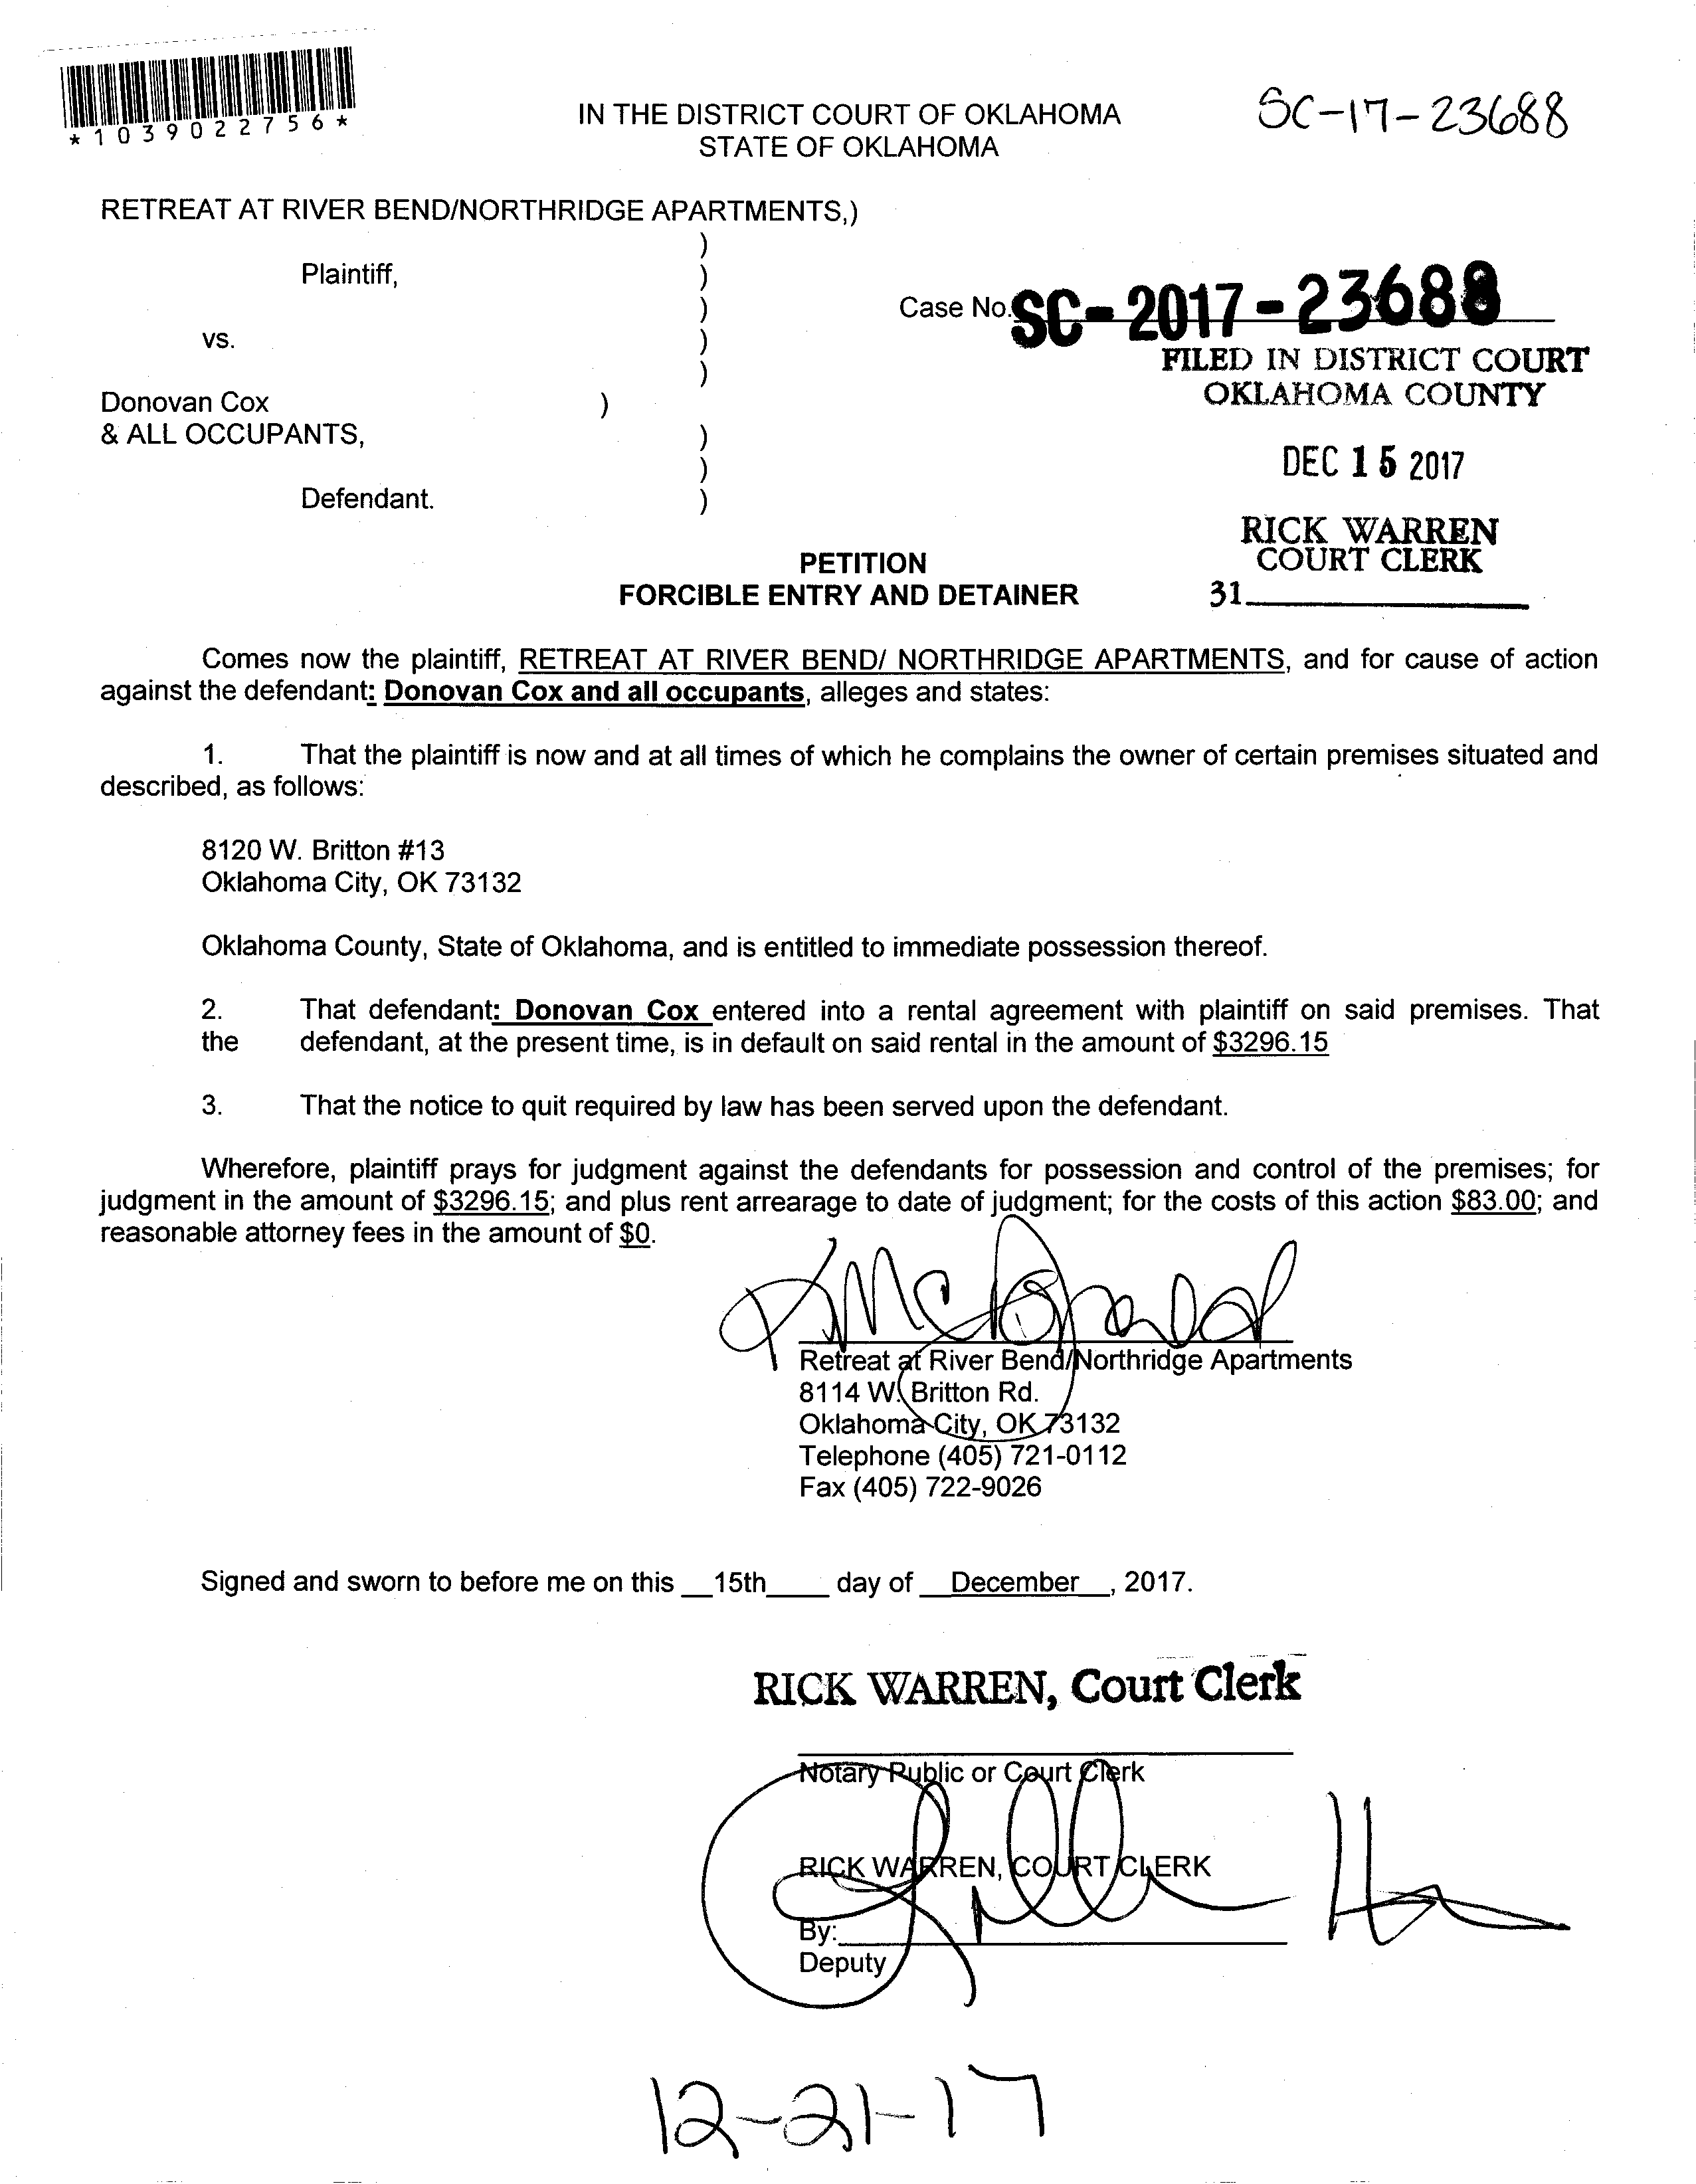 *1039022756*
IN THE DISTRICT COURT OF OKLAHOMA
STATE OF OKLAHOMA
SC-17-23688
RETREAT AT RIVER BEND/NORTHRIDGE APARTMENTS,)
)
Plaintiff, )
)
vs. )
)
Case No. SC-2017-23688
FILED IN DISTRICT COURT
OKLAHOMA COUNTY
Donovan Cox )
& ALL OCCUPANTS, )
)
Defendant. )
DEC 15 2017
RICK WARREN
COURT CLERK
31
PETITION
FORCIBLE ENTRY AND DETAINER
Comes now the plaintiff, RETREAT AT RIVER BEND/ NORTHRIDGE APARTMENTS, and for cause of action
against the defendant: Donovan Cox and all occupants, alleges and states:
1. That the plaintiff is now and at all times of which he complains the owner of certain premises situated and
described, as follows:
8120 W. Britton #13
Oklahoma City, OK 73132
Oklahoma County, State of Oklahoma, and is entitled to immediate possession thereof.
2. That defendant: Donovan Cox entered into a rental agreement with plaintiff on said premises. That
the defendant, at the present time, is in default on said rental in the amount of $3296.15
3. That the notice to quit required by law has been served upon the defendant.
Wherefore, plaintiff prays for judgment against the defendants for possession and control of the premises; for
judgment in the amount of $3296.15; and plus rent arrearage to date of judgment; for the costs of this action $83.00; and
reasonable attorney fees in the amount of $0.
K McDonald
Retreat at River Bend/Northridge Apartments
8114 W. Britton Rd.
Oklahoma City, OK 73132
Telephone (405) 721-0112
Fax (405) 722-9026
Signed and sworn to before me on this __15th____ day of __December__, 2017.
RICK WARREN, Court Clerk
Notary Public or Court Clerk
RICK WARREN, COURT CLERK
By:
Deputy
12-21-17